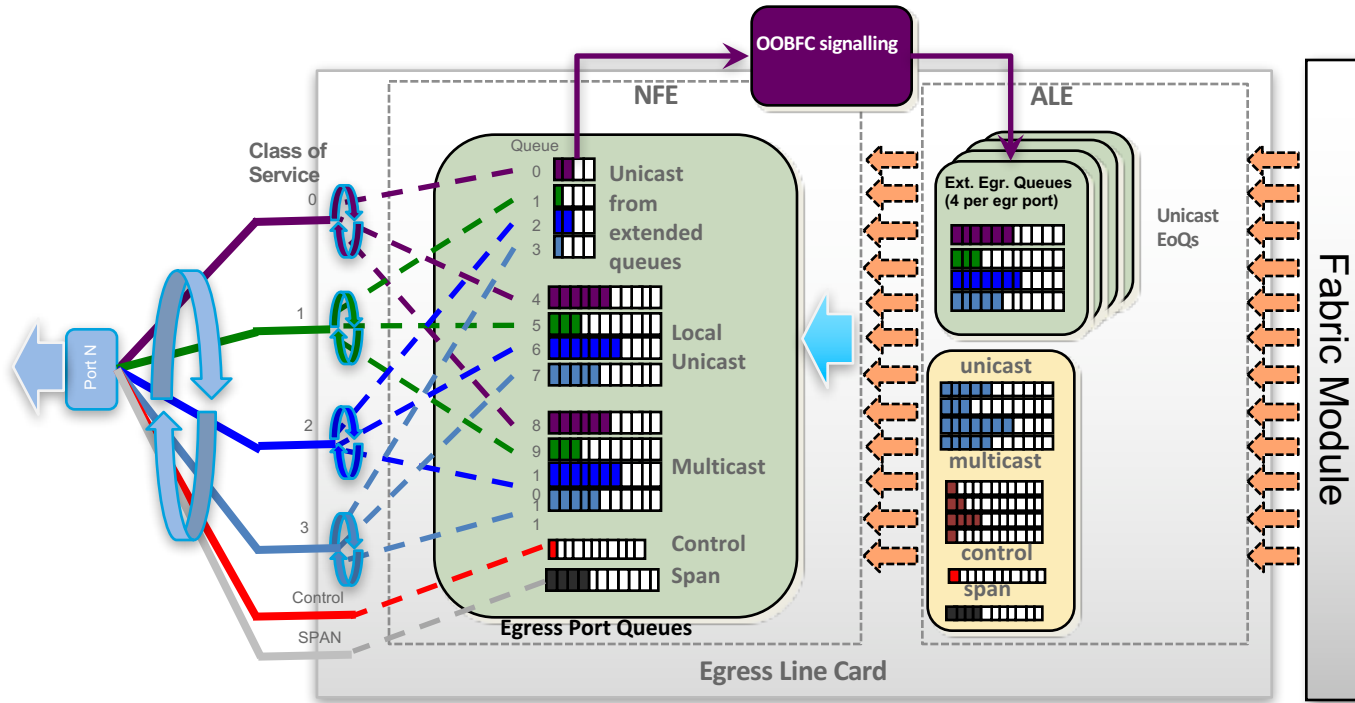 OOBFC signalling
NFE
ALE
Class of
Service
0
1
2
3
Control
SPAN
Port N
Queue
0
1
2
3
Unicast
from
extended
queues
4
5
6
7
Local
Unicast
8
9
1
0
1
1
Multicast
Control
Span
Egress Port Queues
Ext. Egr. Queues
(4 per egr port)
Unicast
EoQs
unicast
multicast
control
span
Egress Line Card
Fabric Module